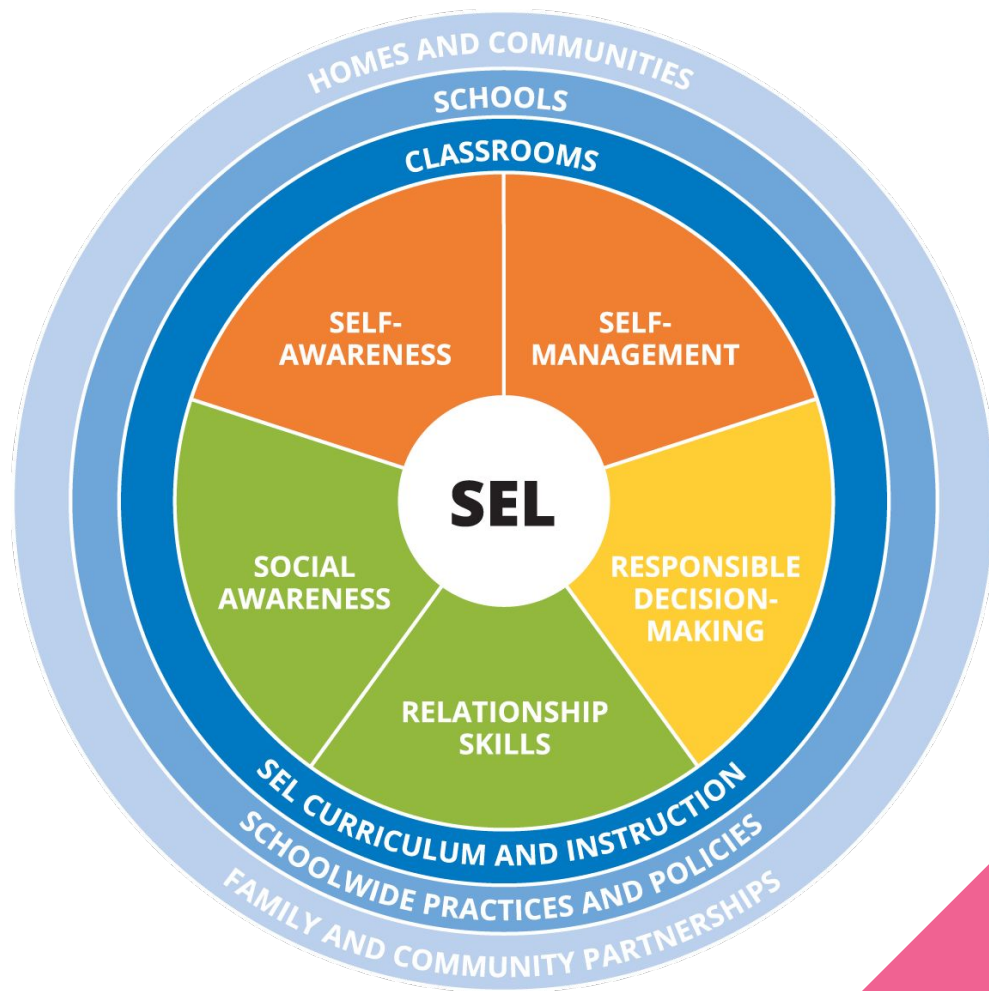 HOMES AND COMMUNITIES
SCHOOLS
CLASSROOMS
SELF-
AWARENESS
SELF-
MANAGEMENT
SEL
SOCIAL
AWARENESS
RESPONSIBLE
DECISION-
MAKING
RELATIONSHIP
SKILLS
SEL CURRICULUM AND INSTRUCTION
SCHOOLWIDE PRACTICES AND POLICIES
FAMILY AND COMMUNITY PARTNERSHIPS